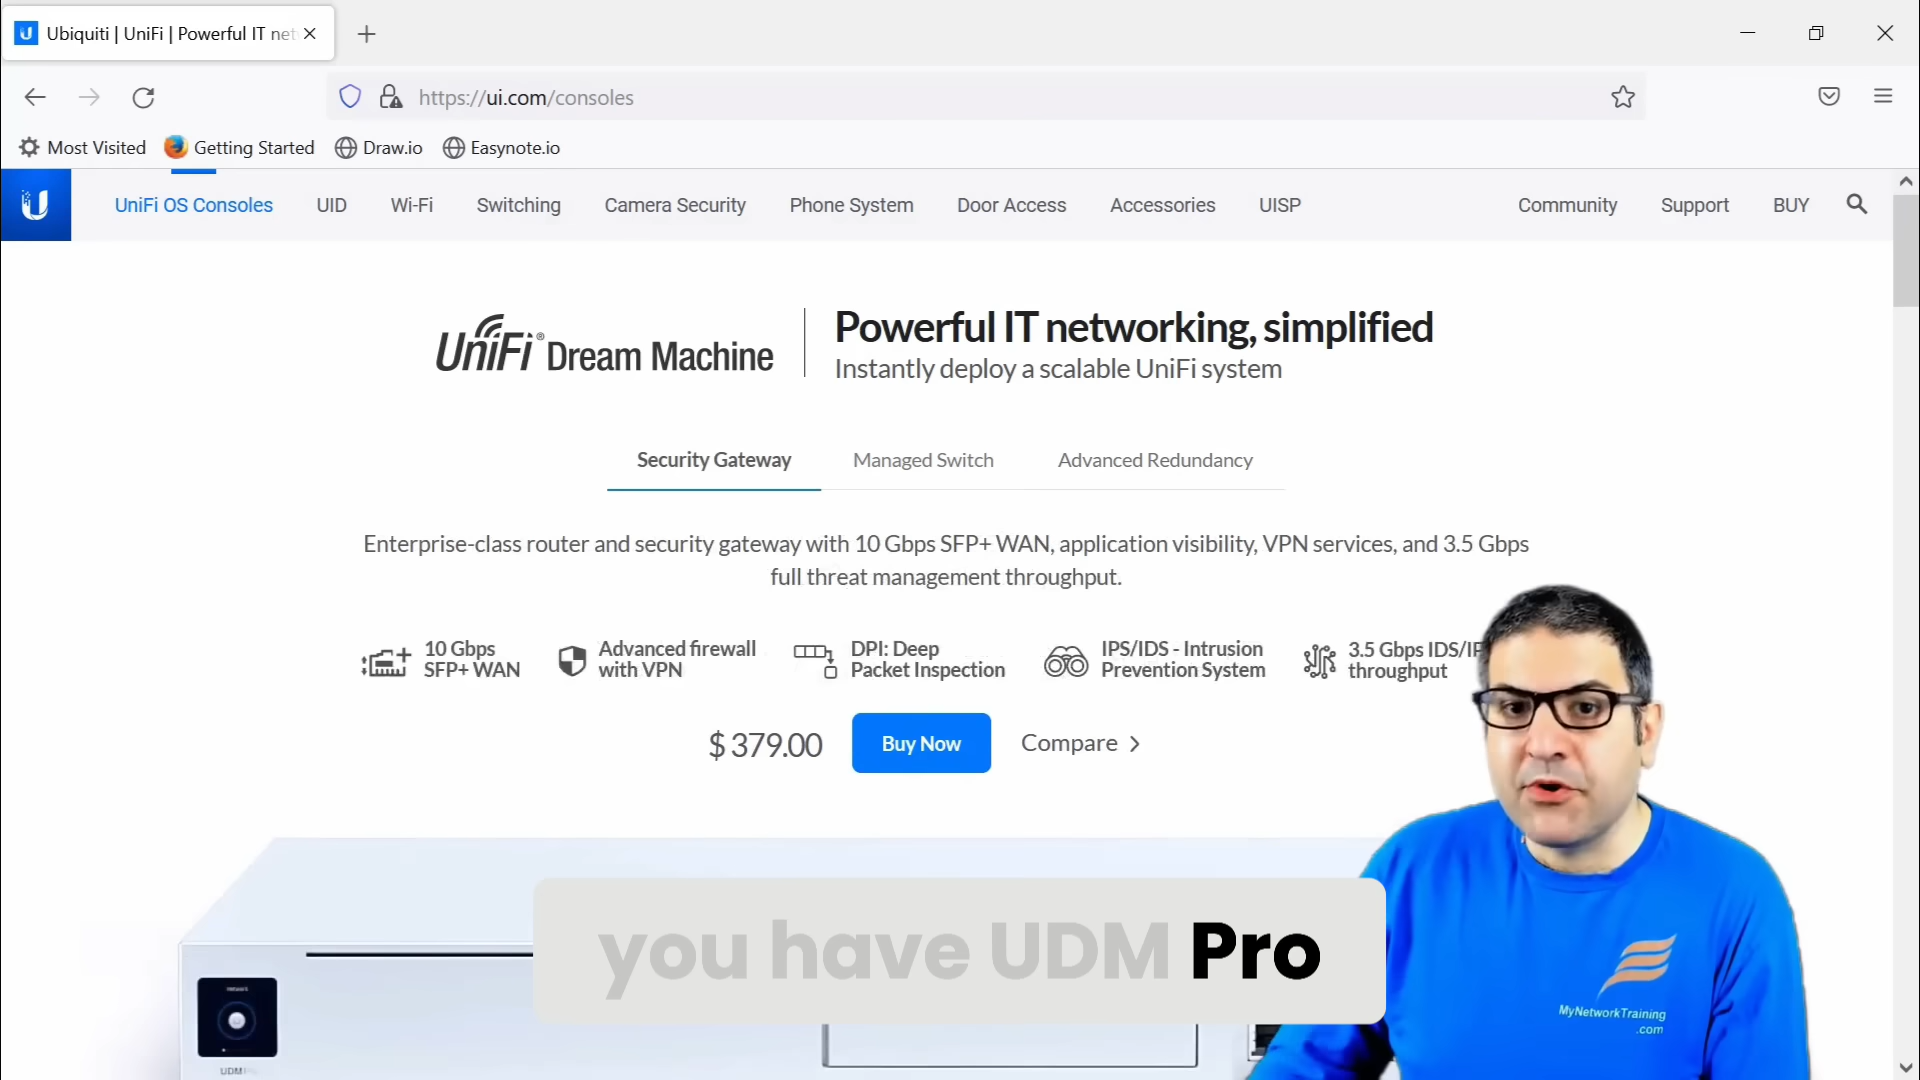 Ubiquiti | UniFi | Powerful IT net
https://ui.com/consoles
Most Visited
Getting Started
Draw.io
Easynote.io
UniFi OS Consoles
UID
Wi-Fi
Switching
Camera Security
Phone System
Door Access
Accessories
UISP
Community
Support
BUY
UniFi® Dream Machine
Powerful IT networking, simplified
Instantly deploy a scalable UniFi system
Security Gateway
Managed Switch
Advanced Redundancy
Enterprise-class router and security gateway with 10 Gbps SFP+ WAN, application visibility, VPN services, and 3.5 Gbps
full threat management throughput.
10 Gbps
SFP+ WAN
Advanced firewall
with VPN
DPI: Deep
Packet Inspection
IPS/IDS - Intrusion
Prevention System
3.5 Gbps IDS/IP
throughput
$ 379.00
Buy Now
Compare
you have UDM Pro
MyNetworkTraining
.com
UDM